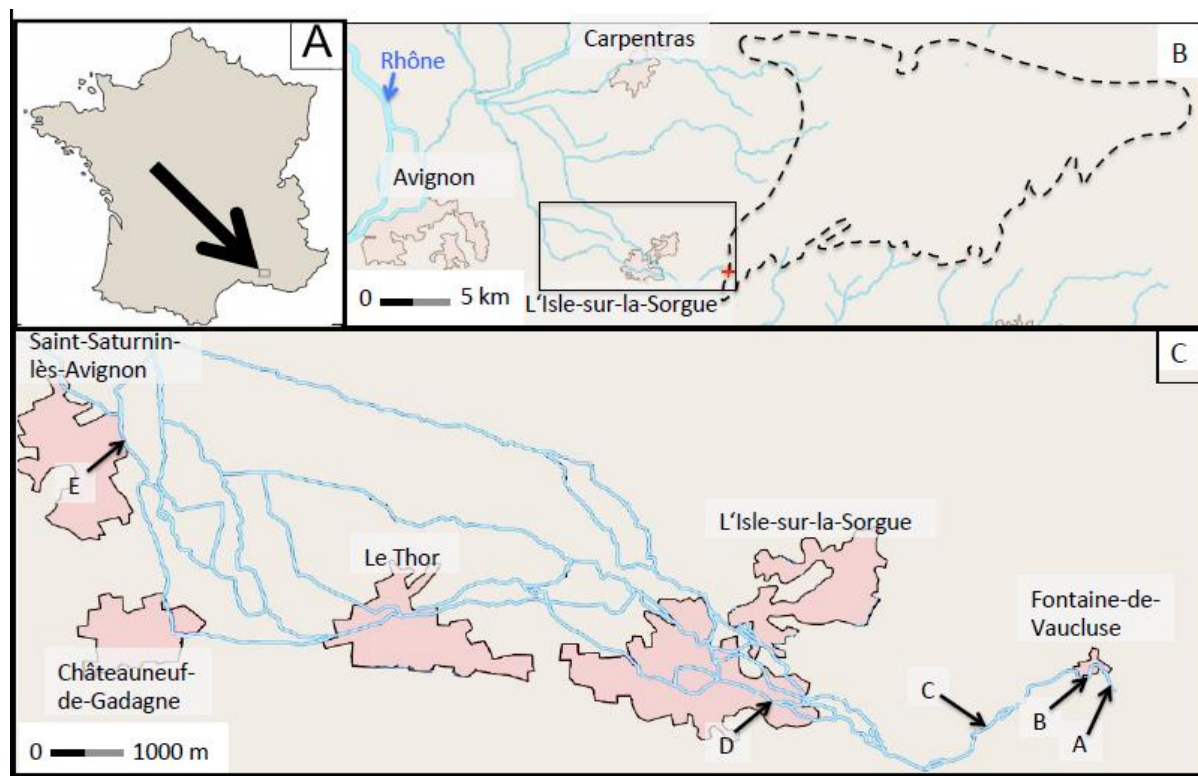 A
B
Carpentras
Rhône
Avignon
0 5 km
L'Isle-sur-la-Sorgue
C
Saint-Saturnin-
lès-Avignon
E
L'Isle-sur-la-Sorgue
Le Thor
Fontaine-de-
Vaucluse
Châteauneuf-
de-Gadagne
C
B
A
D
0 1000 m